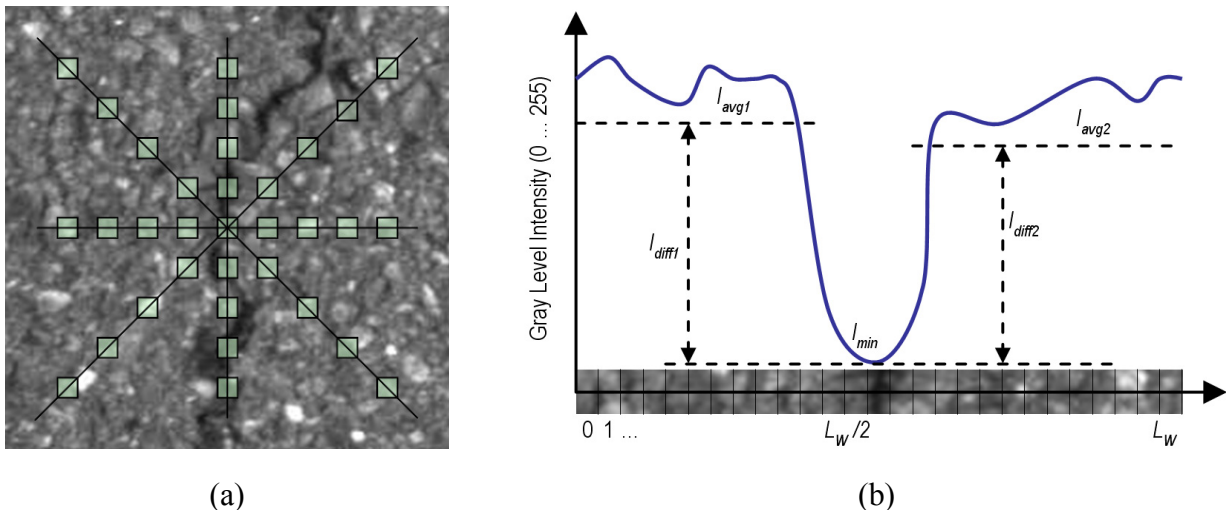 Gray Level Intensity (0 ... 255)
I_avg1
I_avg2
I_diff1
I_diff2
I_min
0 1 ... L_W/2 L_W
(a) (b)